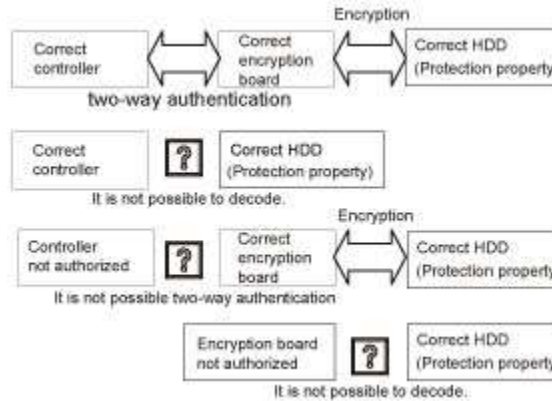 Encryption
Correct
controller
Correct
encryption
board
Correct HDD
(Protection property)
two-way authentication
Correct
controller
?
Correct HDD
(Protection property)
It is not possible to decode.
Encryption
Controller
not authorized
?
Correct
encryption
board
Correct HDD
(Protection property
It is not possible two-way authentication
Encryption board
not authorized
?
Correct HDD
(Protection property
It is not possible to decode.